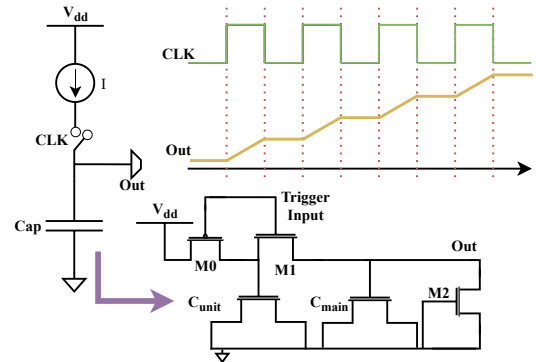 Vdd
I
CLK
Out
Cap
CLK
Out
Trigger
Input
Vdd
M0
M1
Out
Cunit
Cmain
M2